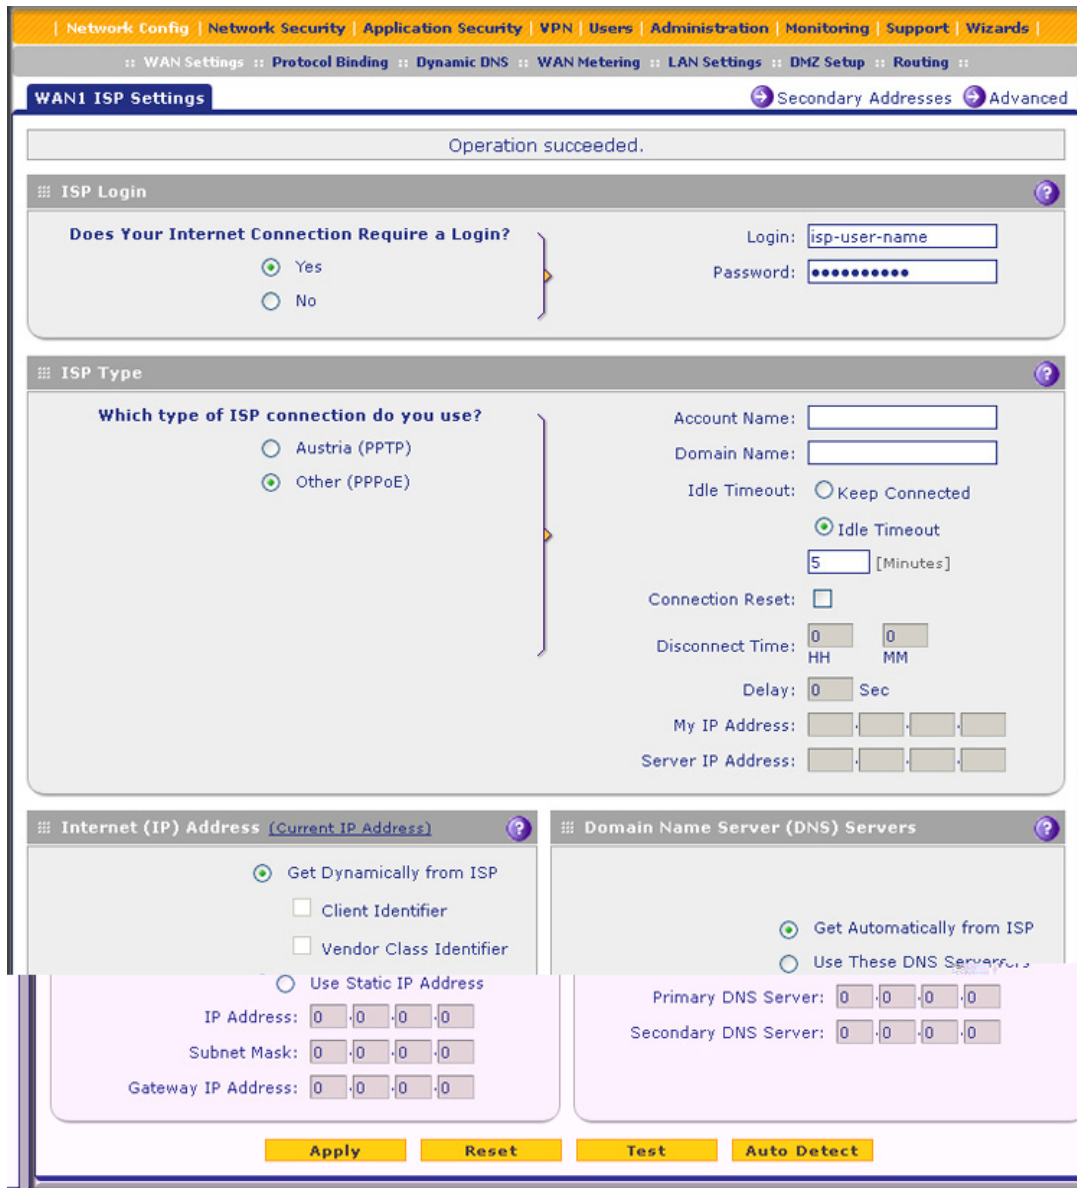 | Network Config | Network Security | Application Security | VPN | Users | Administration | Monitoring | Support | Wizards |
:: WAN Settings :: Protocol Binding :: Dynamic DNS :: WAN Metering :: LAN Settings :: DMZ Setup :: Routing ::
WAN1 ISP Settings
Secondary Addresses Advanced
Operation succeeded.
ISP Login ?
Does Your Internet Connection Require a Login?
Yes
No
Login: isp-user-name
Password: ••••••••••
ISP Type ?
Which type of ISP connection do you use?
Austria (PPTP)
Other (PPPoE)
Account Name:
Domain Name:
Idle Timeout: Keep Connected
Idle Timeout
5 [Minutes]
Connection Reset:
Disconnect Time: 0 0
HH MM
Delay: 0 Sec
My IP Address: . . .
Server IP Address: . . .
Internet (IP) Address (Current IP Address) ?
Get Dynamically from ISP
Client Identifier
Vendor Class Identifier
Use Static IP Address
IP Address: 0 .0 .0 .0
Subnet Mask: 0 .0 .0 .0
Gateway IP Address: 0 .0 .0 .0
Domain Name Server (DNS) Servers ?
Get Automatically from ISP
Use These DNS Servers
Primary DNS Server: 0 .0 .0 .0
Secondary DNS Server: 0 .0 .0 .0
Apply Reset Test Auto Detect